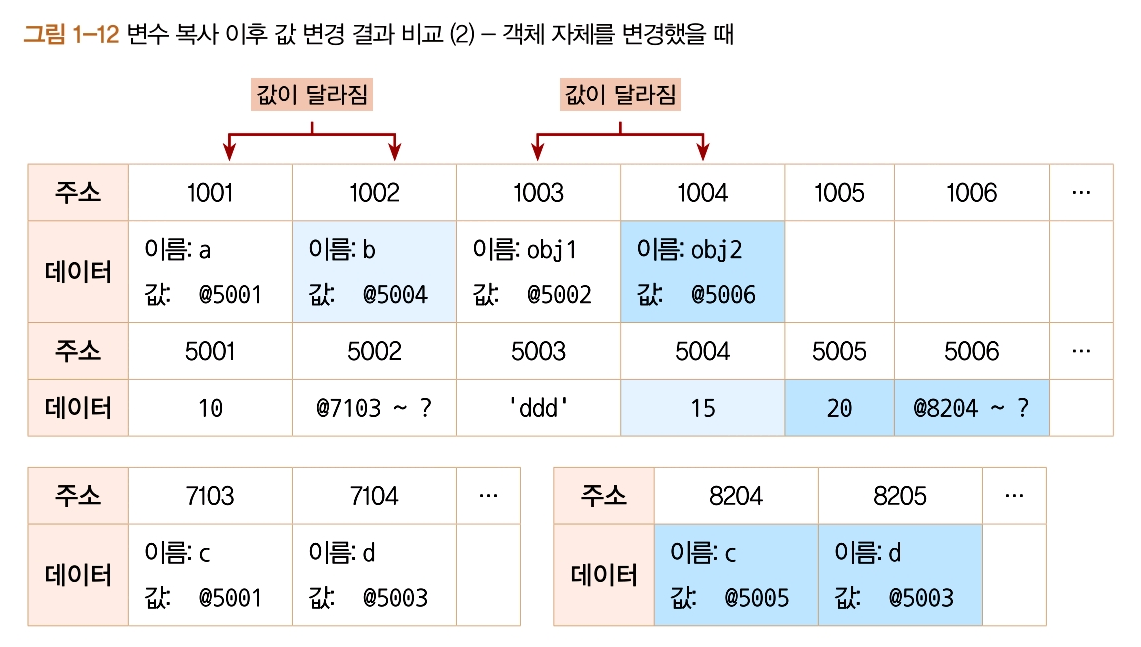 그림 1-12 변수 복사 이후 값 변경 결과 비교 (2) – 객체 자체를 변경했을 때
값이 달라짐 값이 달라짐
주소 1001 1002 1003 1004 1005 1006 ...
데이터 이름: a 이름: b 이름: obj1 이름: obj2
값: @5001 값: @5004 값: @5002 값: @5006
주소 5001 5002 5003 5004 5005 5006 ...
데이터 10 @7103 ~ ? 'ddd' 15 20 @8204 ~ ?
주소 7103 7104 ...
데이터 이름: c 이름: d
값: @5001 값: @5003
주소 8204 8205 ...
데이터 이름: c 이름: d
값: @5005 값: @5003